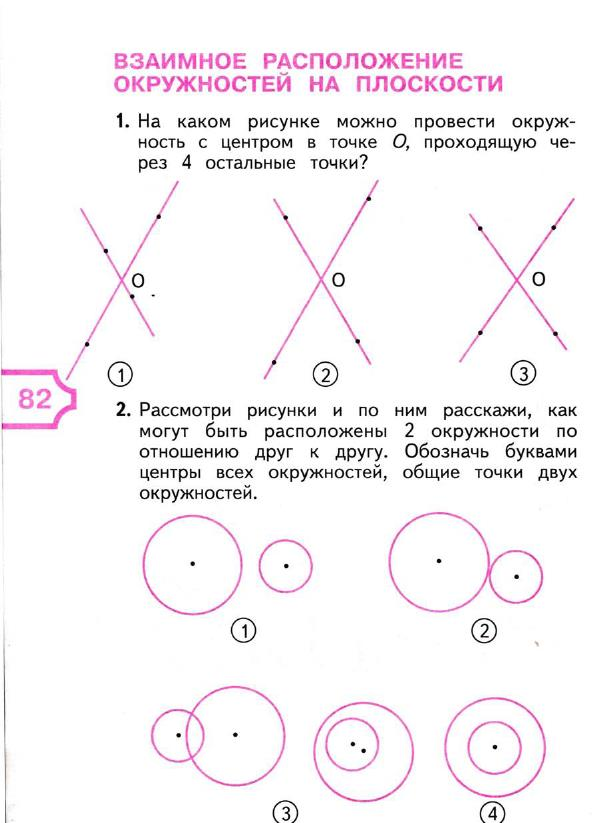 ВЗАИМНОЕ РАСПОЛОЖЕНИЕ
ОКРУЖНОСТЕЙ НА ПЛОСКОСТИ
1. На каком рисунке можно провести окруж-
ность с центром в точке О, проходящую че-
рез 4 остальные точки?
О О О
1 2 3
82
2. Рассмотри рисунки и по ним расскажи, как
могут быть расположены 2 окружности по
отношению друг к другу. Обозначь буквами
центры всех окружностей, общие точки двух
окружностей.
1 2
3 4